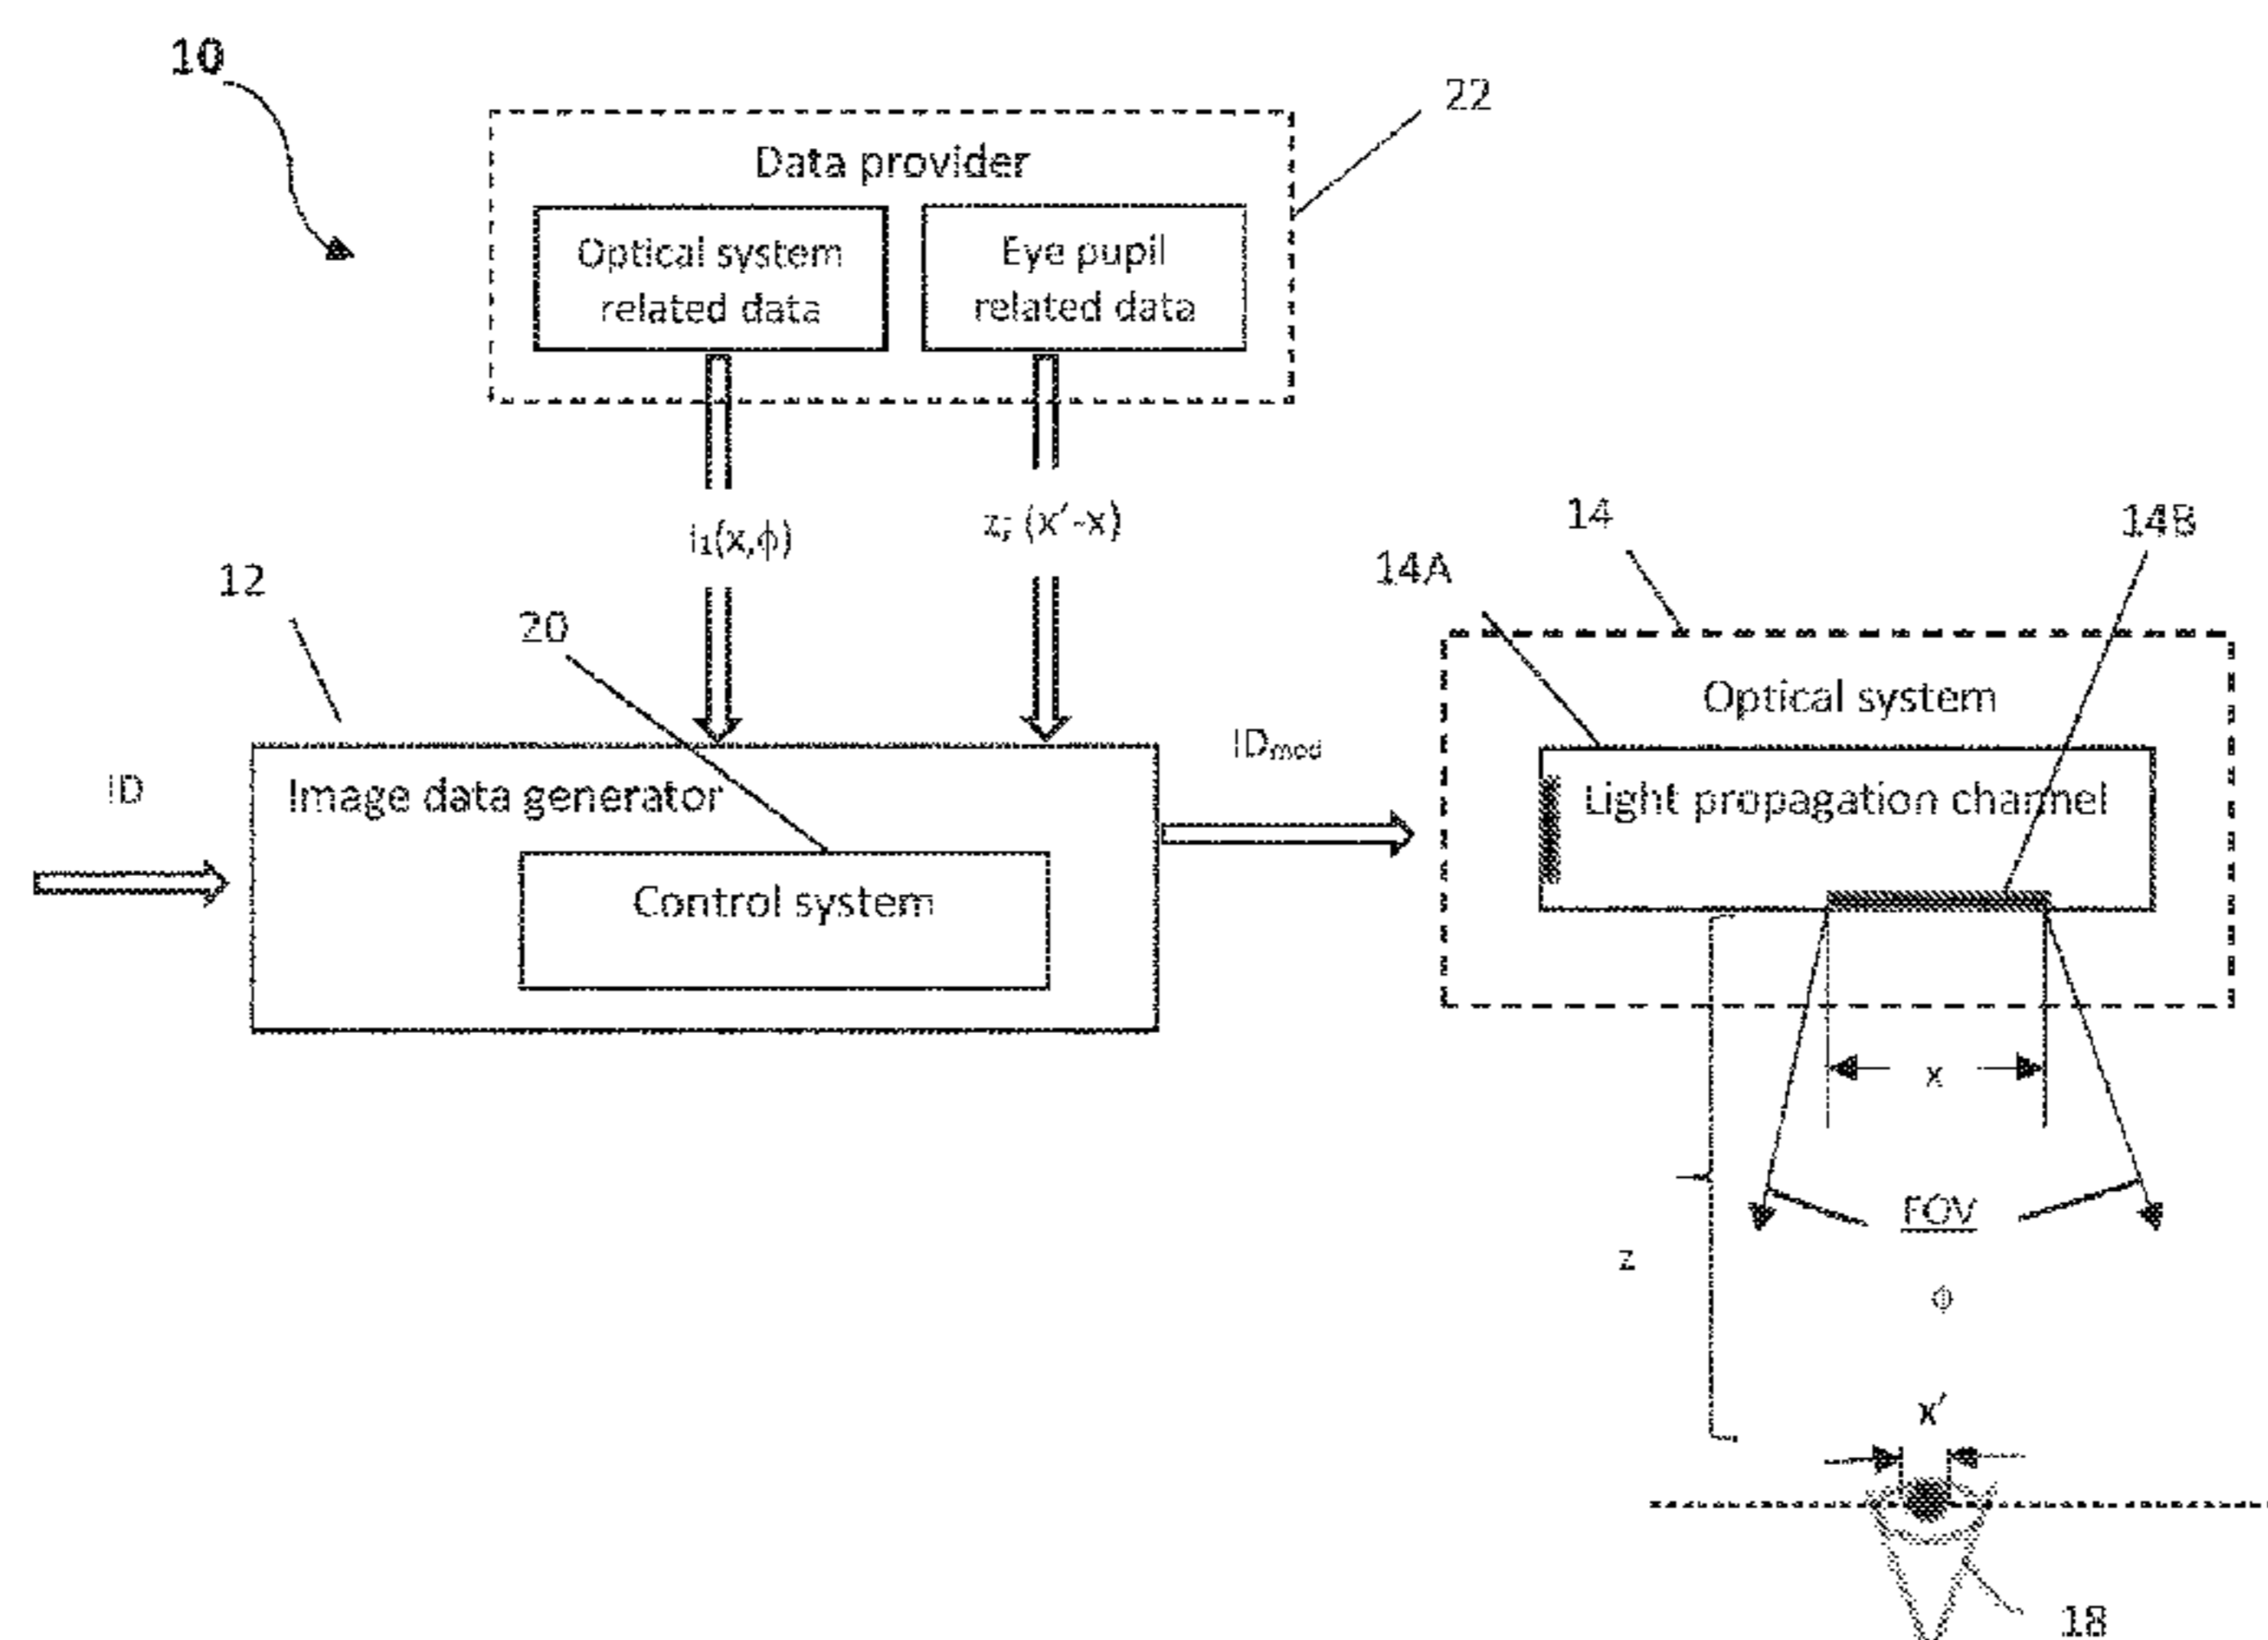 10
22
Data provider
Optical system
related data
Eye pupil
related data
i₁(x,ϕ)
z; (x′-x)
14
14B
14A
12
20
Optical system
ID
Image data generator
IDmod
Light propagation channel
Control system
x
FOV
z
ϕ
x′
18